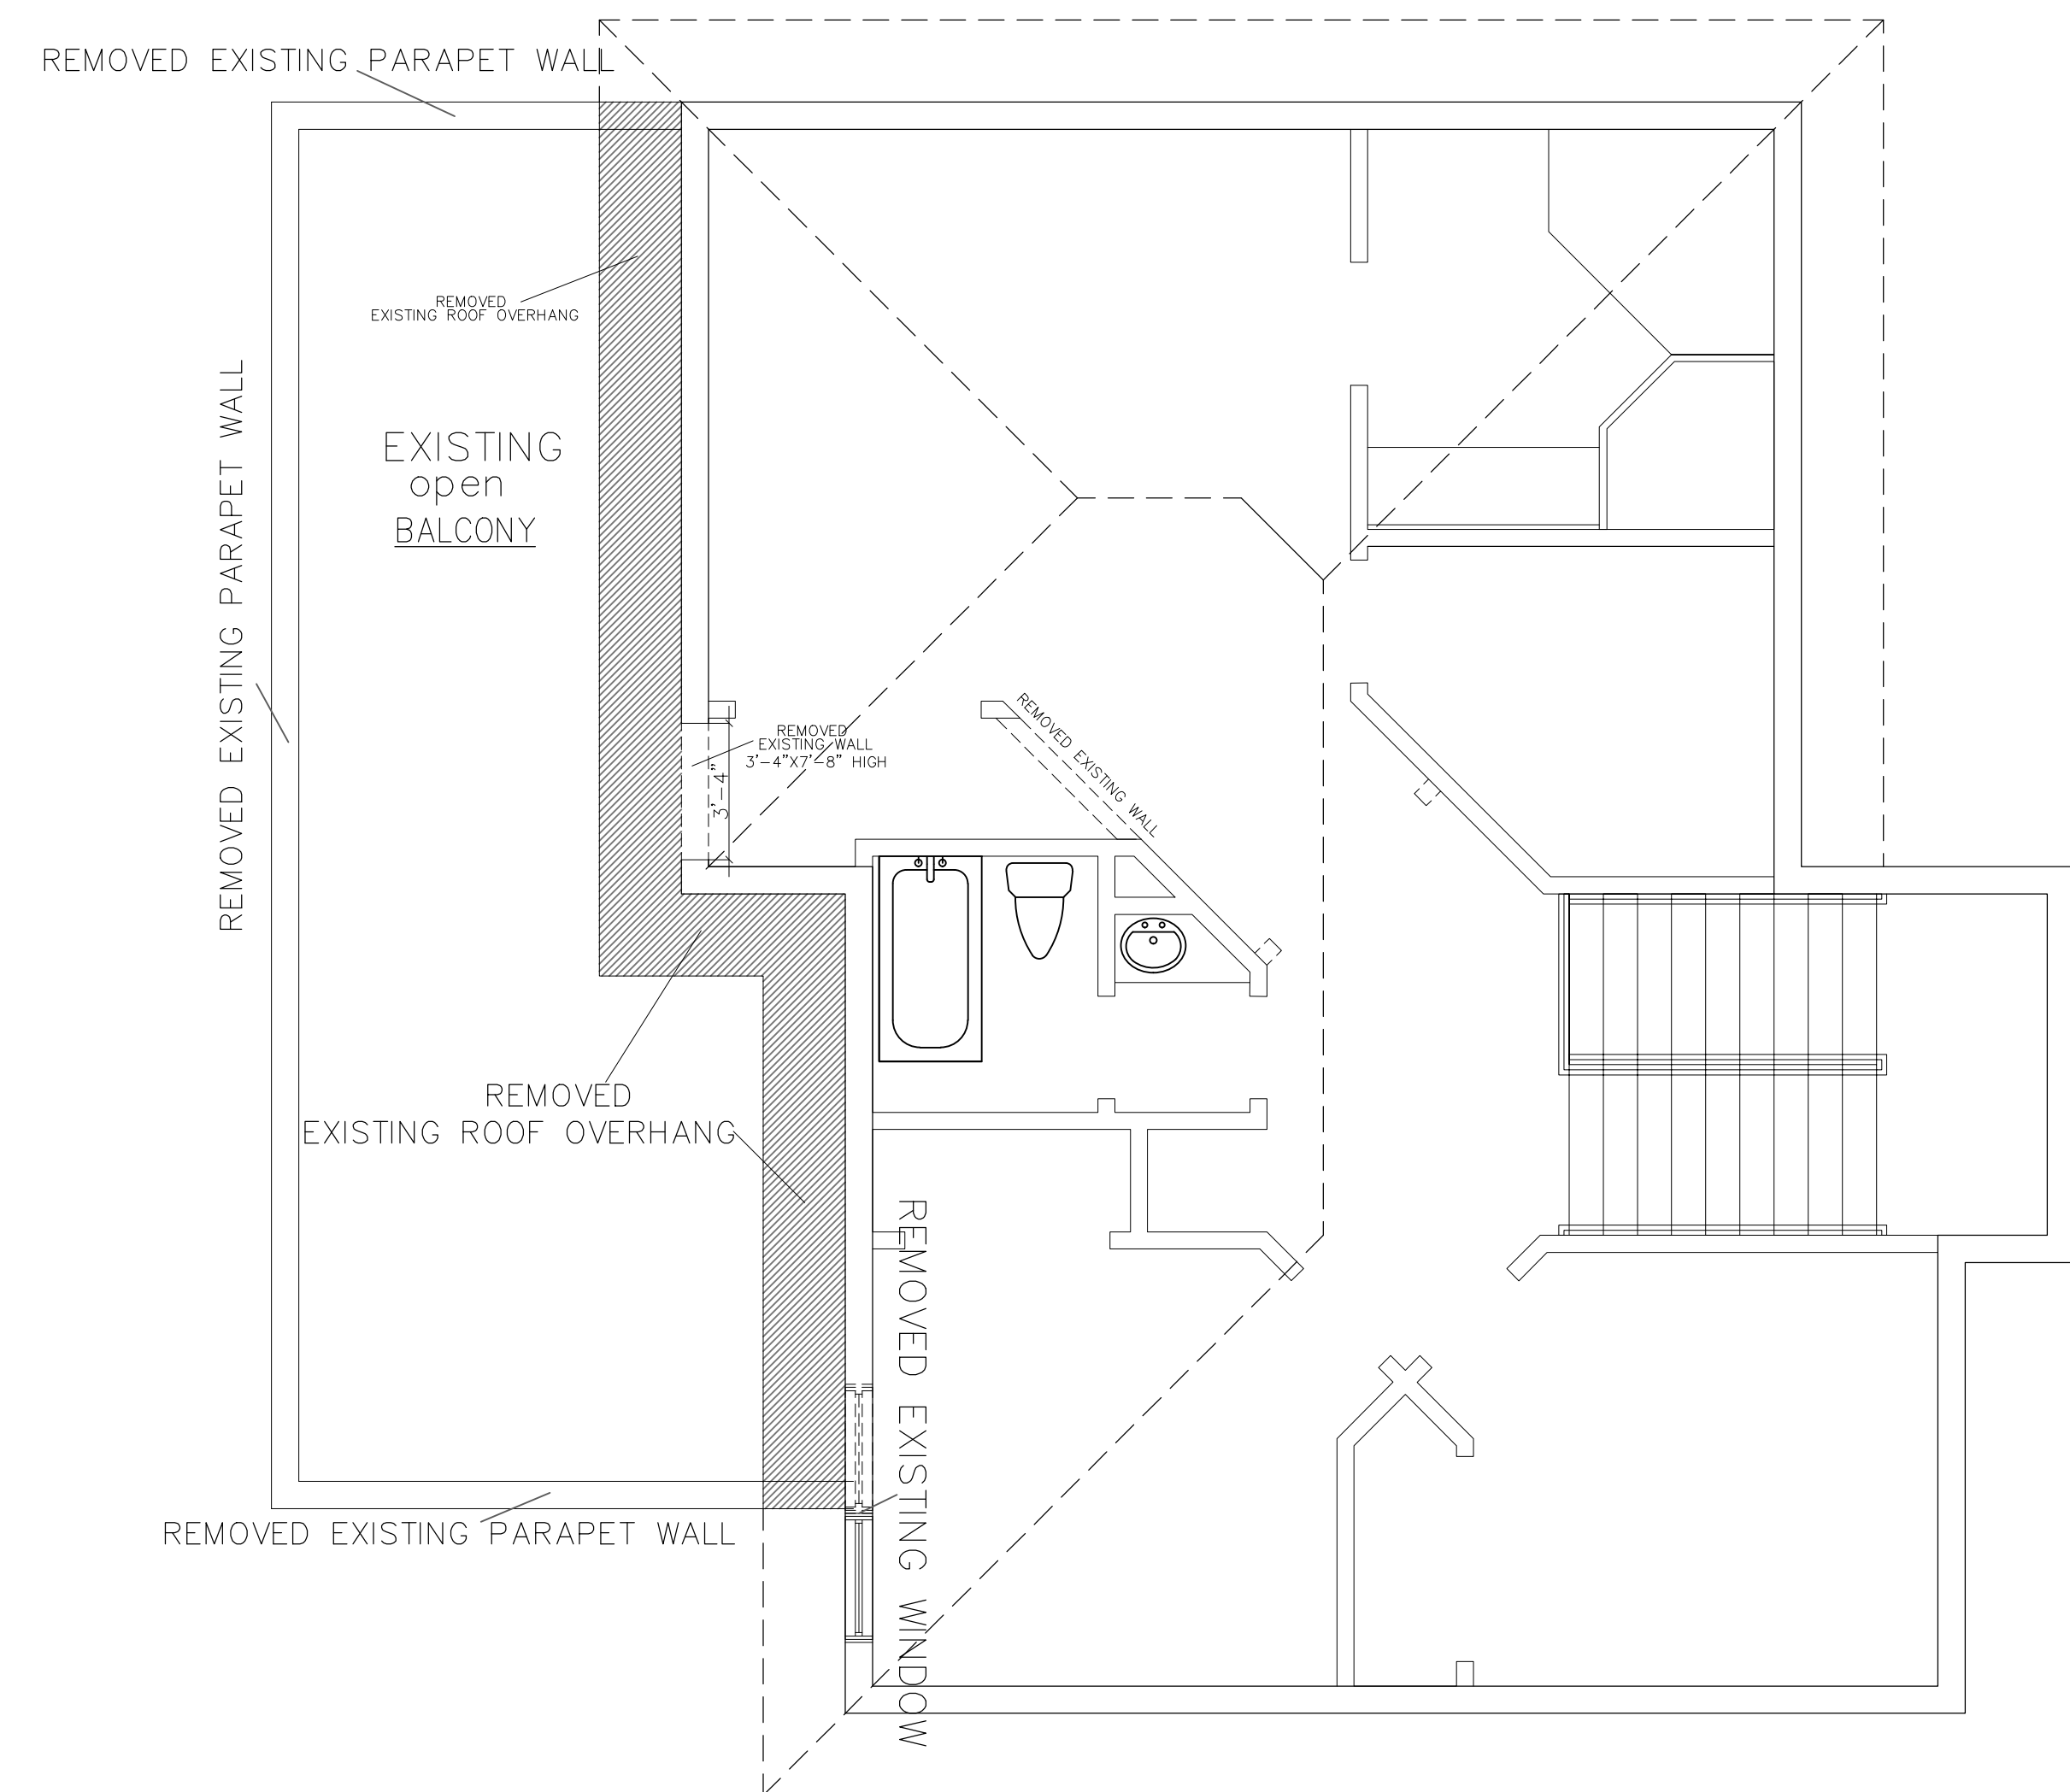 REMOVED EXISTING PARAPET WALL
REMOVED
EXISTING ROOF OVERHANG
REMOVED EXISTING PARAPET WALL
EXISTING
open
BALCONY
REMOVED EXISTING WALL
REMOVED
EXISTING WALL
3'-4"X7'-8" HIGH
3'-4"
REMOVED
EXISTING ROOF OVERHANG
REMOVED EXISTING WINDOW
REMOVED EXISTING PARAPET WALL